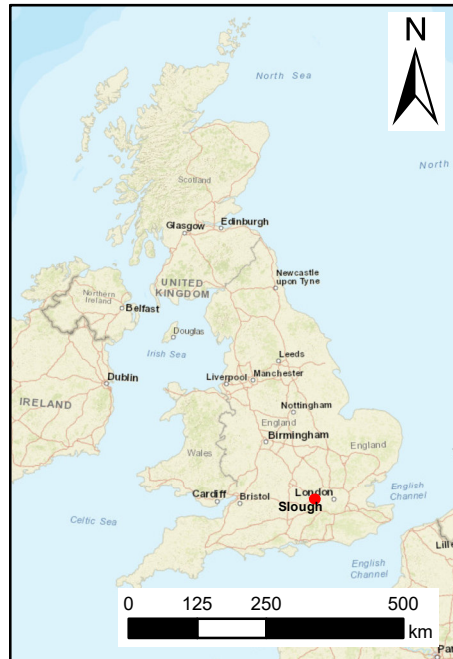 N
North Sea
North
Scotland
Glasgow
Edinburgh
UNITED
KINGDOM
Newcastle
upon Tyne
Northern
Ireland
Belfast
Douglas
Irish Sea
Leeds
Dublin
Liverpool
Manchester
IRELAND
Nottingham
England
Birmingham
England
Wales
English
Channel
Cardiff
Bristol
London
Slough
Celtic Sea
Lille
English
Channel
0 125 250 500
km
Pa